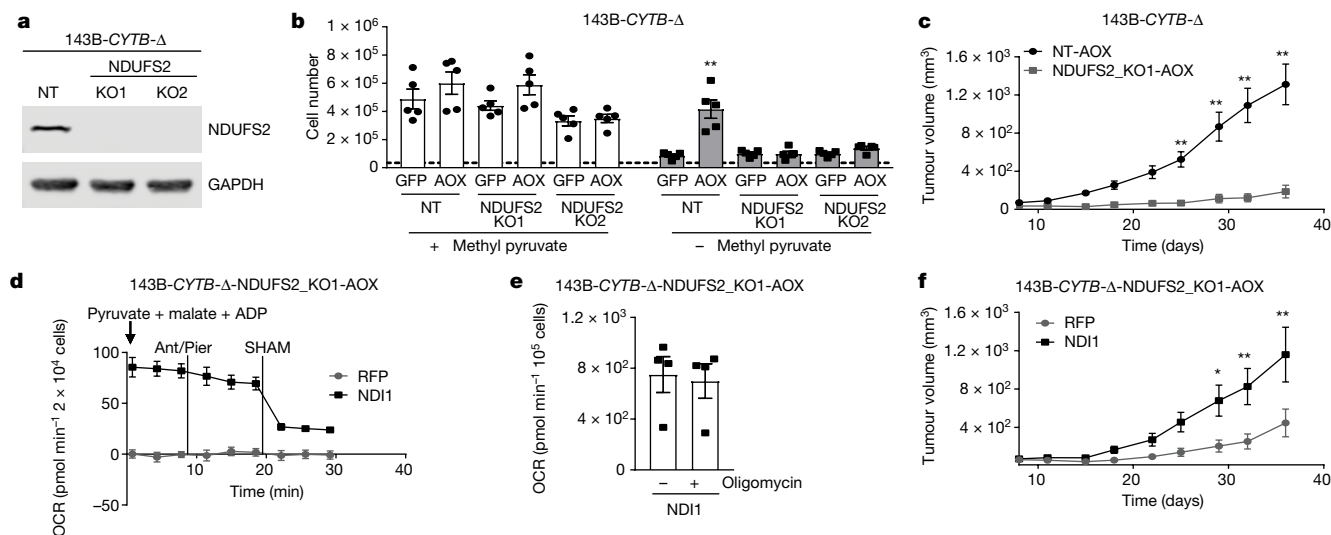 a
143B-CYTB-Δ
NDUFS2
NT KO1 KO2
NDUFS2
GAPDH
b
143B-CYTB-Δ
Cell number
1 × 10⁶
8 × 10⁵
6 × 10⁵
4 × 10⁵
2 × 10⁵
0
**
GFP AOX GFP AOX GFP AOX GFP AOX GFP AOX GFP AOX
NT NDUFS2 NDUFS2 NT NDUFS2 NDUFS2
KO1 KO2 KO1 KO2
+ Methyl pyruvate − Methyl pyruvate
c
143B-CYTB-Δ
Tumour volume (mm³)
1.6 × 10³
1.2 × 10³
8 × 10²
4 × 10²
0
NT-AOX
NDUFS2_KO1-AOX
** ** ** **
10 20 30 40
Time (days)
d
143B-CYTB-Δ-NDUFS2_KO1-AOX
Pyruvate + malate + ADP
Ant/Pier SHAM
OCR (pmol min⁻¹ 2 × 10⁴ cells)
100
50
0
−50
RFP
NDI1
10 20 30 40
Time (min)
e
143B-CYTB-Δ-NDUFS2_KO1-AOX
OCR (pmol min⁻¹ 10⁵ cells)
1.2 × 10³
8 × 10²
4 × 10²
0
− + Oligomycin
NDI1
f
143B-CYTB-Δ-NDUFS2_KO1-AOX
Tumour volume (mm³)
1.6 × 10³
1.2 × 10³
8 × 10²
4 × 10²
RFP
NDI1
* ** **
10 20 30 40
Time (days)